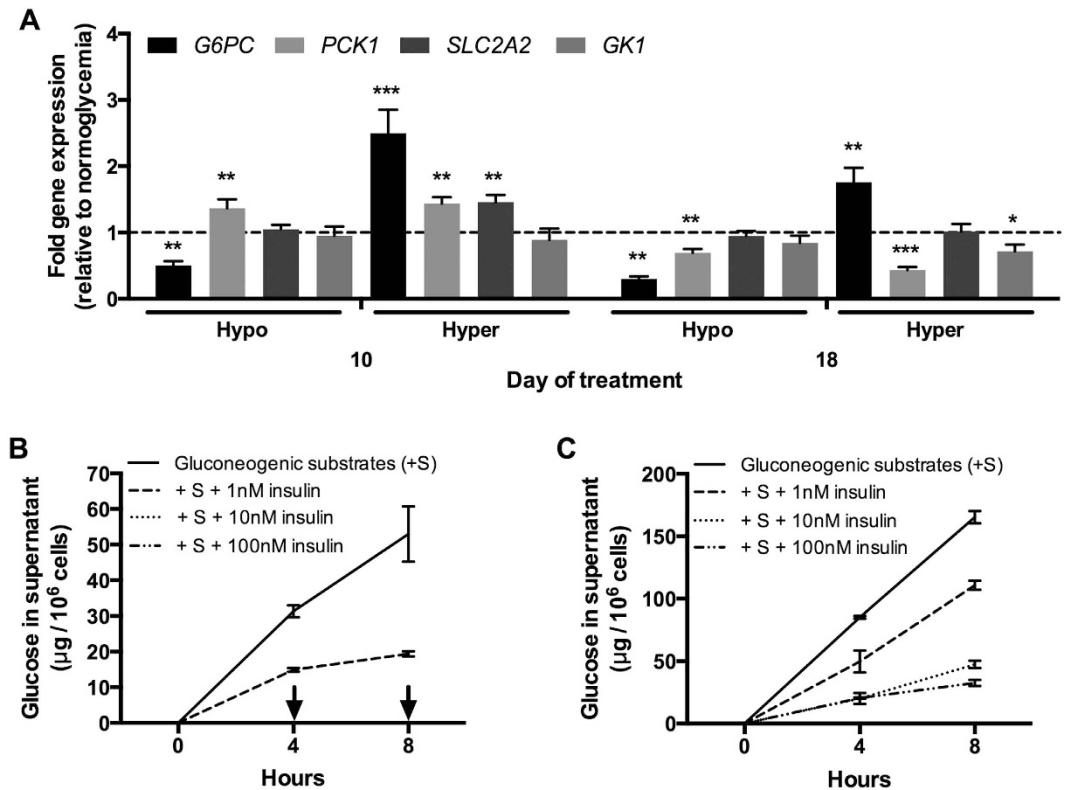 A
G6PC PCK1 SLC2A2 GK1
Fold gene expression
(relative to normoglycemia)
4
3
2
1
0
** ** *** ** ** ** ** ** *** *
Hypo Hyper Hypo Hyper
10 18
Day of treatment
B
Gluconeogenic substrates (+S)
+ S + 1nM insulin
+ S + 10nM insulin
+ S + 100nM insulin
Glucose in supernatant
(µg / 10⁶ cells)
70
60
50
40
30
20
10
0
0 4 8
Hours
C
Gluconeogenic substrates (+S)
+ S + 1nM insulin
+ S + 10nM insulin
+ S + 100nM insulin
Glucose in supernatant
(µg / 10⁶ cells)
200
150
100
50
0
0 4 8
Hours